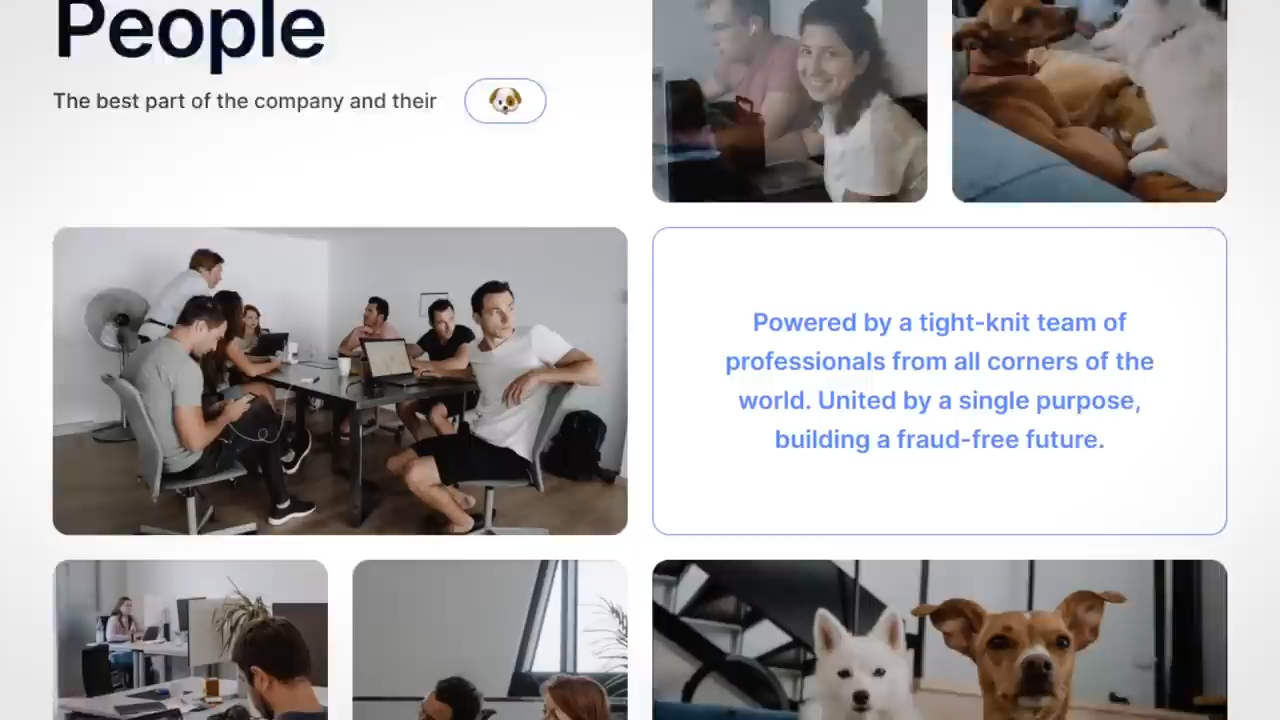 People
The best part of the company and their
Powered by a tight-knit team of
professionals from all corners of the
world. United by a single purpose,
building a fraud-free future.